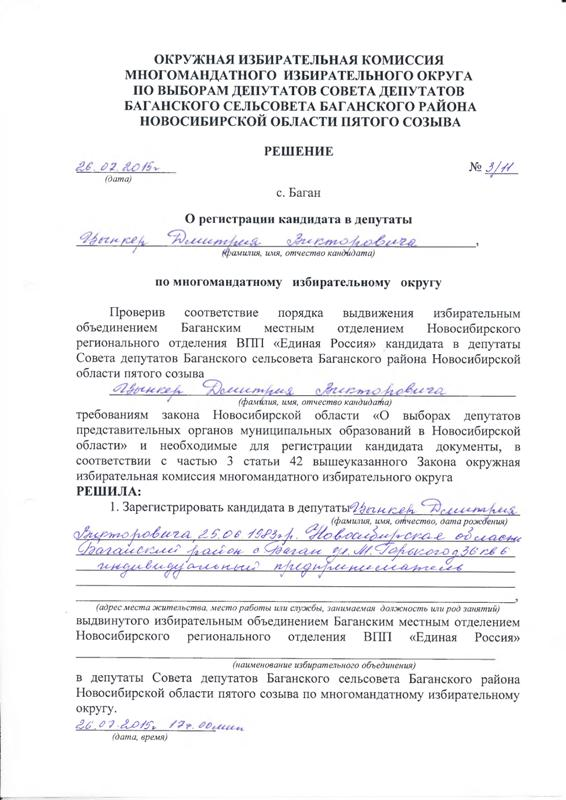 ОКРУЖНАЯ ИЗБИРАТЕЛЬНАЯ КОМИССИЯ
МНОГОМАНДАТНОГО ИЗБИРАТЕЛЬНОГО ОКРУГА
ПО ВЫБОРАМ ДЕПУТАТОВ СОВЕТА ДЕПУТАТОВ
БАГАНСКОГО СЕЛЬСОВЕТА БАГАНСКОГО РАЙОНА
НОВОСИБИРСКОЙ ОБЛАСТИ ПЯТОГО СОЗЫВА
РЕШЕНИЕ
26.07.2015г № 3/11
(дата)
с. Баган
О регистрации кандидата в депутаты
Цынкер Дмитрия Викторовича,
(фамилия, имя, отчество кандидата)
по многомандатному избирательному округу
Проверив соответствие порядка выдвижения избирательным
объединением Баганским местным отделением Новосибирского
регионального отделения ВПП «Единая Россия» кандидата в депутаты
Совета депутатов Баганского сельсовета Баганского района Новосибирской
области пятого созыва
Цынкер Дмитрия Викторовича
(фамилия, имя, отчество кандидата)
требованиям закона Новосибирской области «О выборах депутатов
представительных органов муниципальных образований в Новосибирской
области» и необходимые для регистрации кандидата документы, в
соответствии с частью 3 статьи 42 вышеуказанного Закона окружная
избирательная комиссия многомандатного избирательного округа
РЕШИЛА:
1. Зарегистрировать кандидата в депутаты Цынкер Дмитрия
(фамилия, имя, отчество, дата рождения)
Викторовича, 25.06 1983г.р. Новосибирская область
Баганский район с Баган ул. М. Горького д36 кв 6
индивидуальный предприниматель
,
(адрес места жительства, место работы или службы, занимаемая должность или род занятий)
выдвинутого избирательным объединением Баганским местным отделением
Новосибирского регионального отделения ВПП «Единая Россия»
(наименование избирательного объединения)
в депутаты Совета депутатов Баганского сельсовета Баганского района
Новосибирской области пятого созыва по многомандатному избирательному
округу.
26.07.2015г 17ч.00мин
(дата, время)